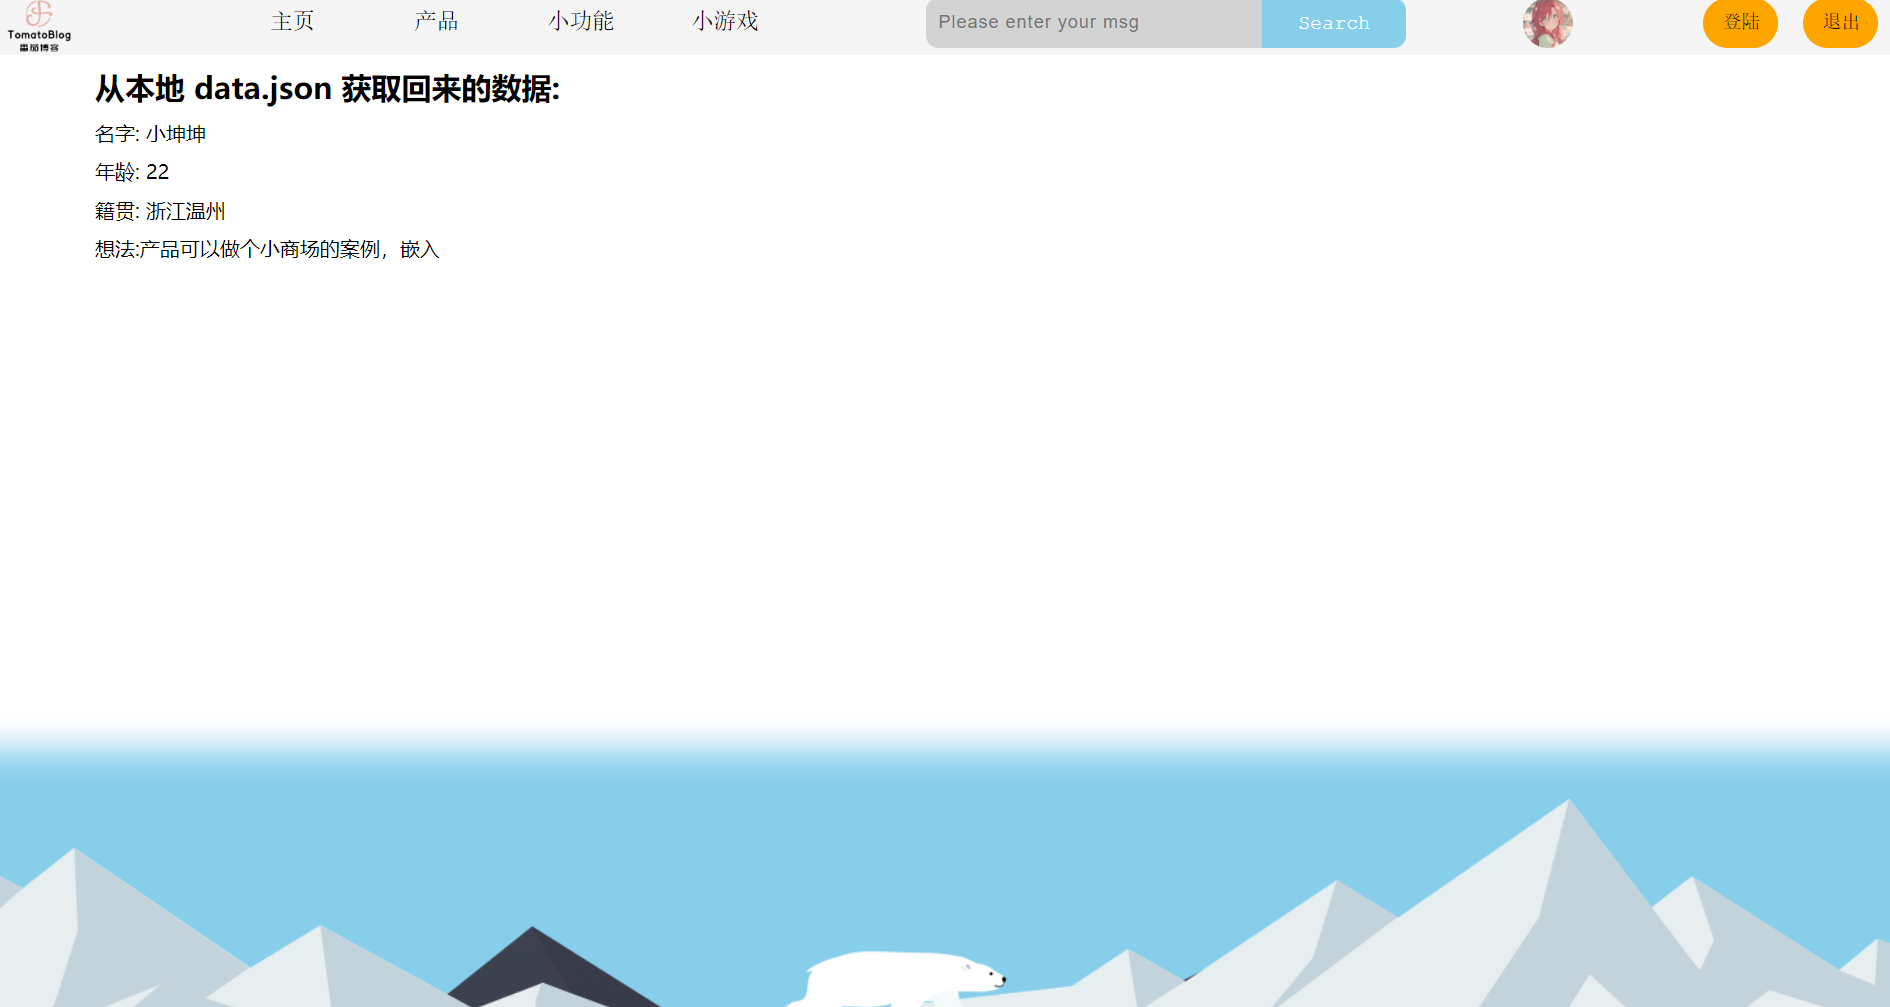 TomatoBlog
番茄博客
主页 产品 小功能 小游戏 Please enter your msg Search 登陆 退出
从本地 data.json 获取回来的数据:
名字: 小坤坤
年龄: 22
籍贯: 浙江温州
想法:产品可以做个小商场的案例，嵌入